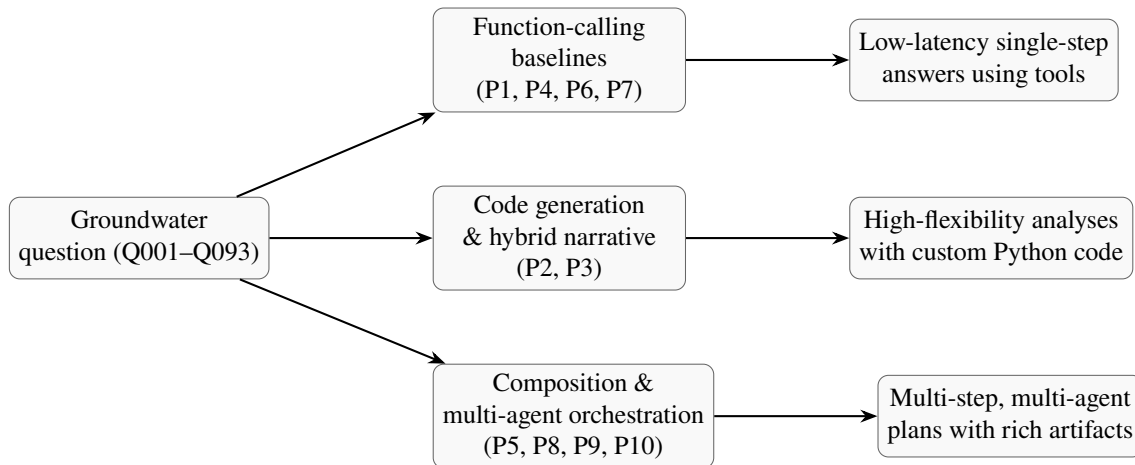 Function-calling
baselines
(P1, P4, P6, P7)
Low-latency single-step
answers using tools
Groundwater
question (Q001–Q093)
Code generation
& hybrid narrative
(P2, P3)
High-flexibility analyses
with custom Python code
Composition &
multi-agent orchestration
(P5, P8, P9, P10)
Multi-step, multi-agent
plans with rich artifacts